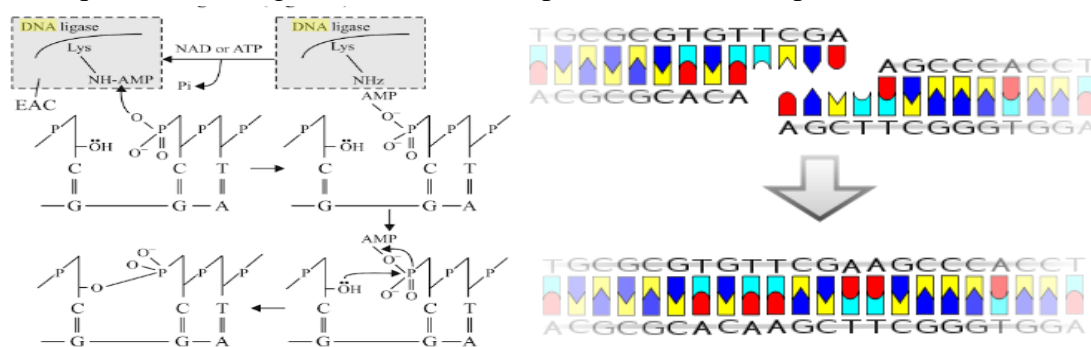 DNA ligase
Lys
NH-AMP
EAC
NAD or ATP
Pi
DNA ligase
Lys
NHz
AMP
P ÖH O O⁻ P O P P
C C T
G G A
P ÖH O⁻ O⁻ P O P P
C C T
G G A
P O O⁻ O P P P
C C T
G G A
AMP
P ÖH O⁻ O⁻ P O P P
C C T
G G A
TGCGCGTGTTCGA
ACGCGCACA
AGCCCACCT
AGCTTCGGGTGGA
TGCGCGTGTTCGAAGCCCACCT
ACGCGCACAAGCTTCGGGTGGA